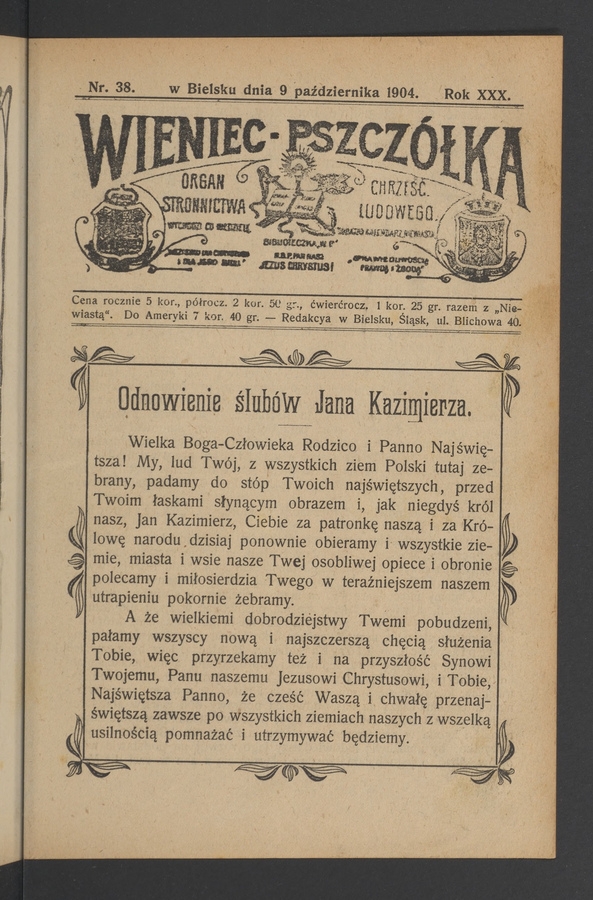 Nr. 38. w Bielsku dnia 9 października 1904. Rok XXX.
WIENIEC-PSZCZÓŁKA
ORGAN CHRZEŚC.
STRONNICTWA LUDOWEGO.
WYCHODZI CO NIEDZIELĘ
BIBLIOTECZKA „W. P."
JEZUS CHRYSTUS!
PRAWDĄ I ZGODĄ"
Cena rocznie 5 kor., półrocz. 2 kor. 50 gr., ćwierćrocz. 1 kor. 25 gr. razem z „Nie-
wiastą". Do Ameryki 7 kor. 40 gr. — Redakcya w Bielsku, Śląsk, ul. Blichowa 40.
Odnowienie ślubów Jana Kazimierza.
Wielka Boga-Człowieka Rodzico i Panno Najświę-
tsza! My, lud Twój, z wszystkich ziem Polski tutaj ze-
brany, padamy do stóp Twoich najświętszych, przed
Twoim łaskami słynącym obrazem i, jak niegdyś król
nasz, Jan Kazimierz, Ciebie za patronkę naszą i za Kró-
lowę narodu dzisiaj ponownie obieramy i wszystkie zie-
mie, miasta i wsie nasze Twej osobliwej opiece i obronie
polecamy i miłosierdzia Twego w teraźniejszem naszem
utrapieniu pokornie żebramy.
A że wielkiemi dobrodziejstwy Twemi pobudzeni,
pałamy wszyscy nową i najszczerszą chęcią służenia
Tobie, więc przyrzekamy też i na przyszłość Synowi
Twojemu, Panu naszemu Jezusowi Chrystusowi, i Tobie,
Najświętsza Panno, że cześć Waszą i chwałę przenaj-
świętszą zawsze po wszystkich ziemiach naszych z wszelką
usilnością pomnażać i utrzymywać będziemy.